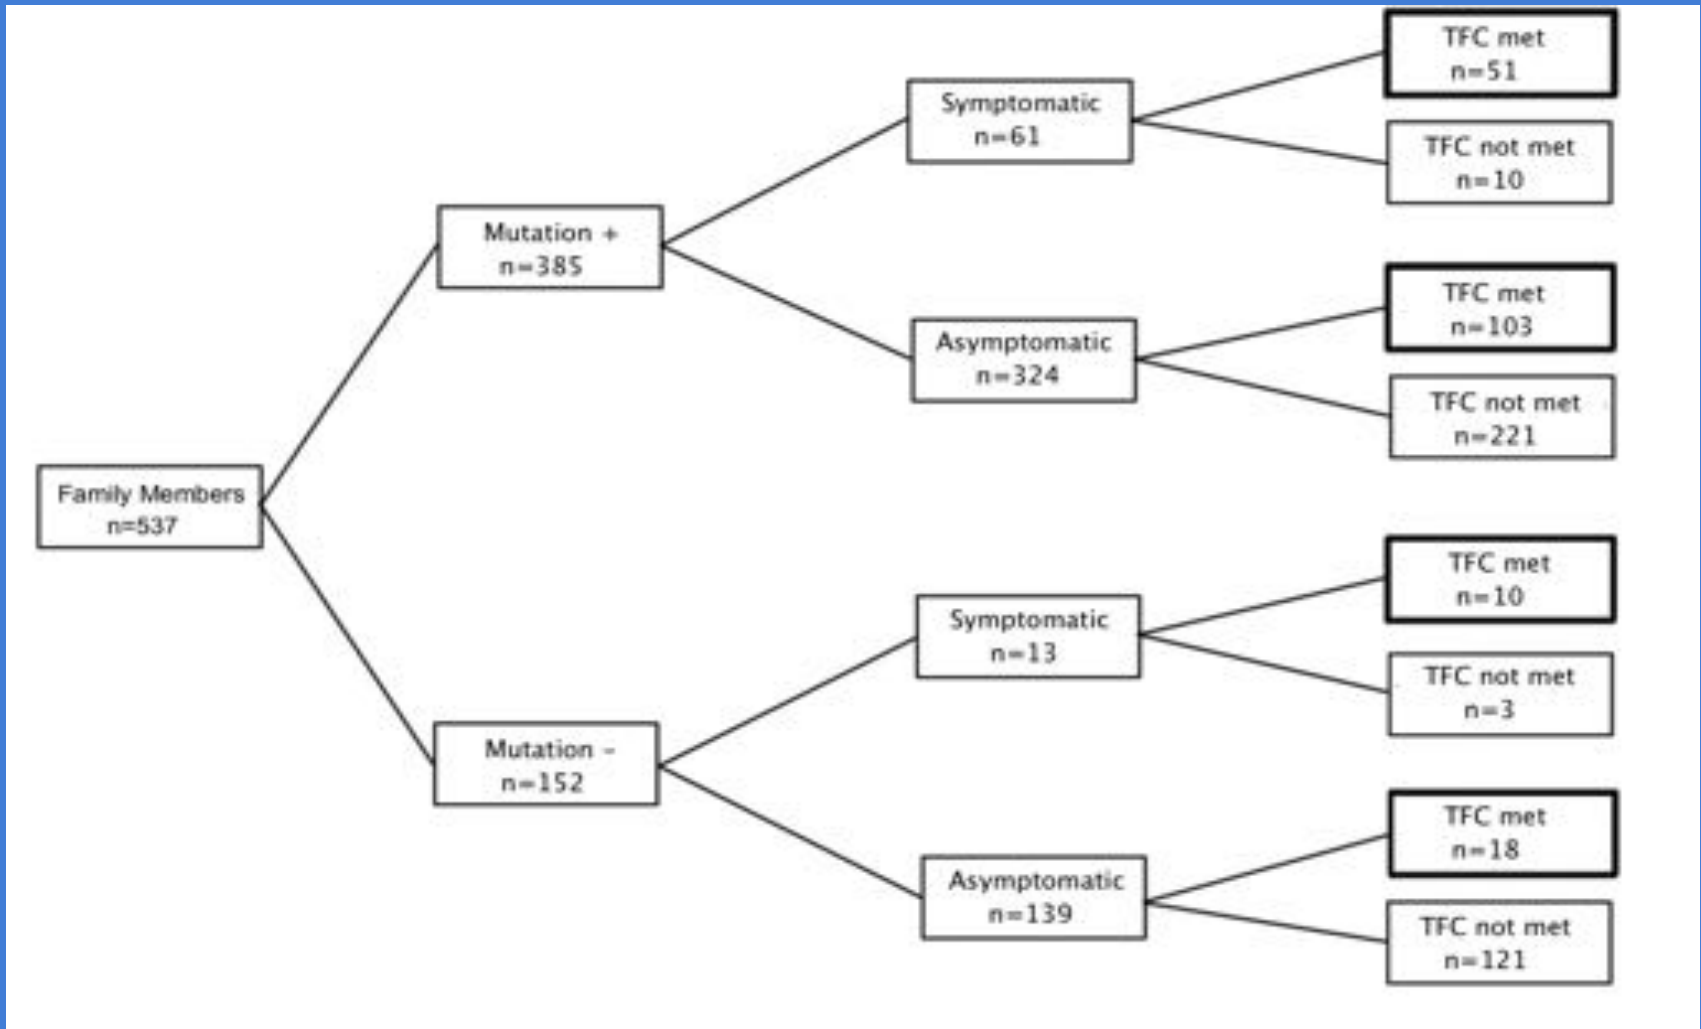 Family Members
n=537
Mutation +
n=385
Mutation -
n=152
Symptomatic
n=61
Asymptomatic
n=324
Symptomatic
n=13
Asymptomatic
n=139
TFC met
n=51
TFC not met
n=10
TFC met
n=103
TFC not met
n=221
TFC met
n=10
TFC not met
n=3
TFC met
n=18
TFC not met
n=121